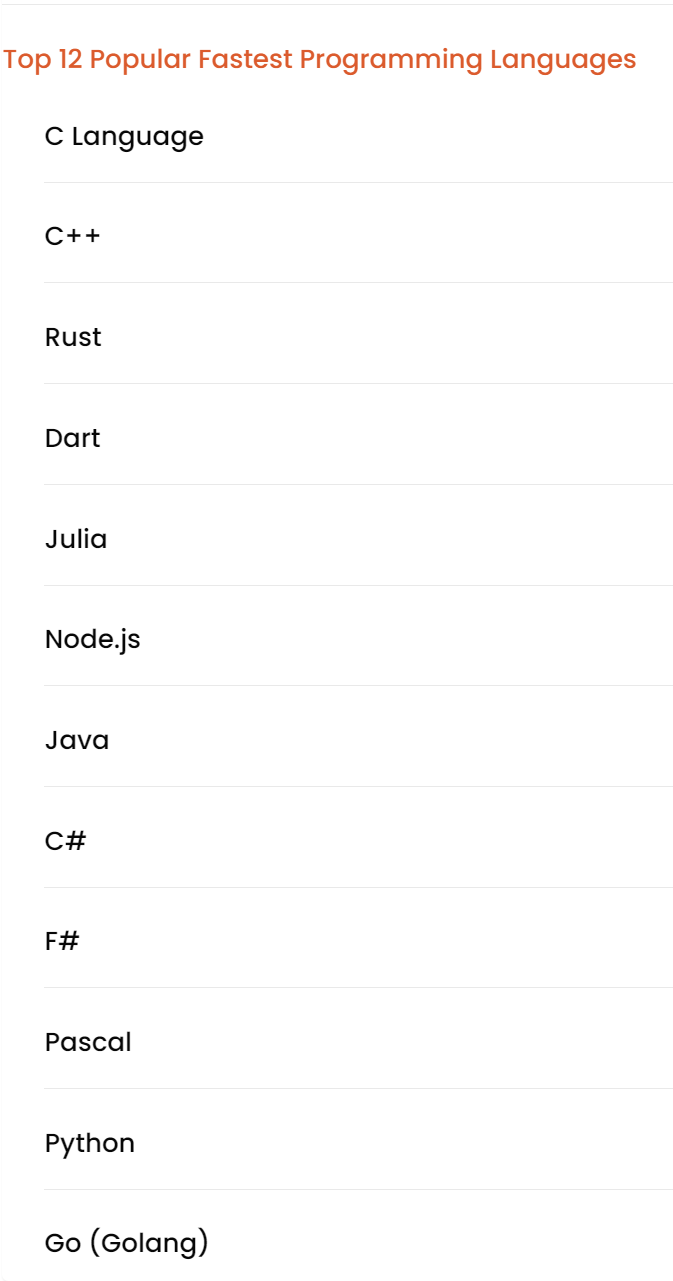 Top 12 Popular Fastest Programming Languages
C Language
C++
Rust
Dart
Julia
Node.js
Java
C#
F#
Pascal
Python
Go (Golang)